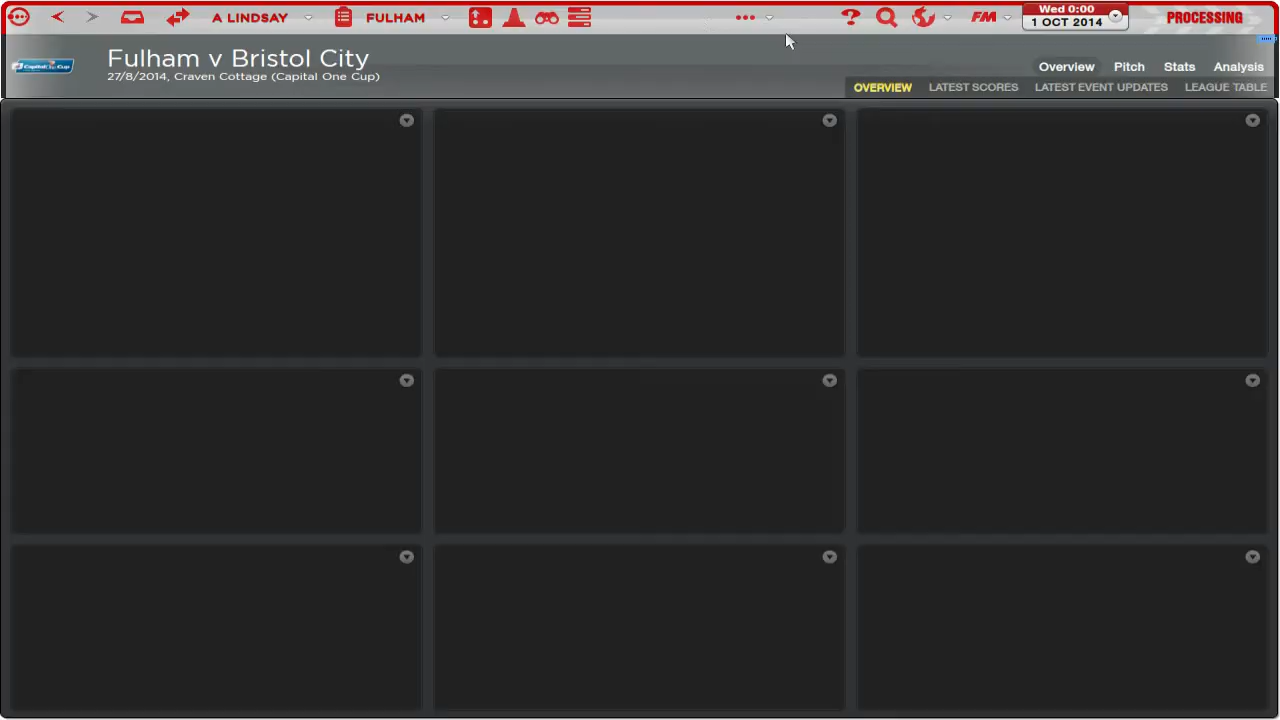 A LINDSAY
FULHAM
FM
Wed 0:00
1 OCT 2014
PROCESSING
Fulham v Bristol City
27/8/2014, Craven Cottage (Capital One Cup)
Overview Pitch Stats Analysis
OVERVIEW LATEST SCORES LATEST EVENT UPDATES LEAGUE TABLE